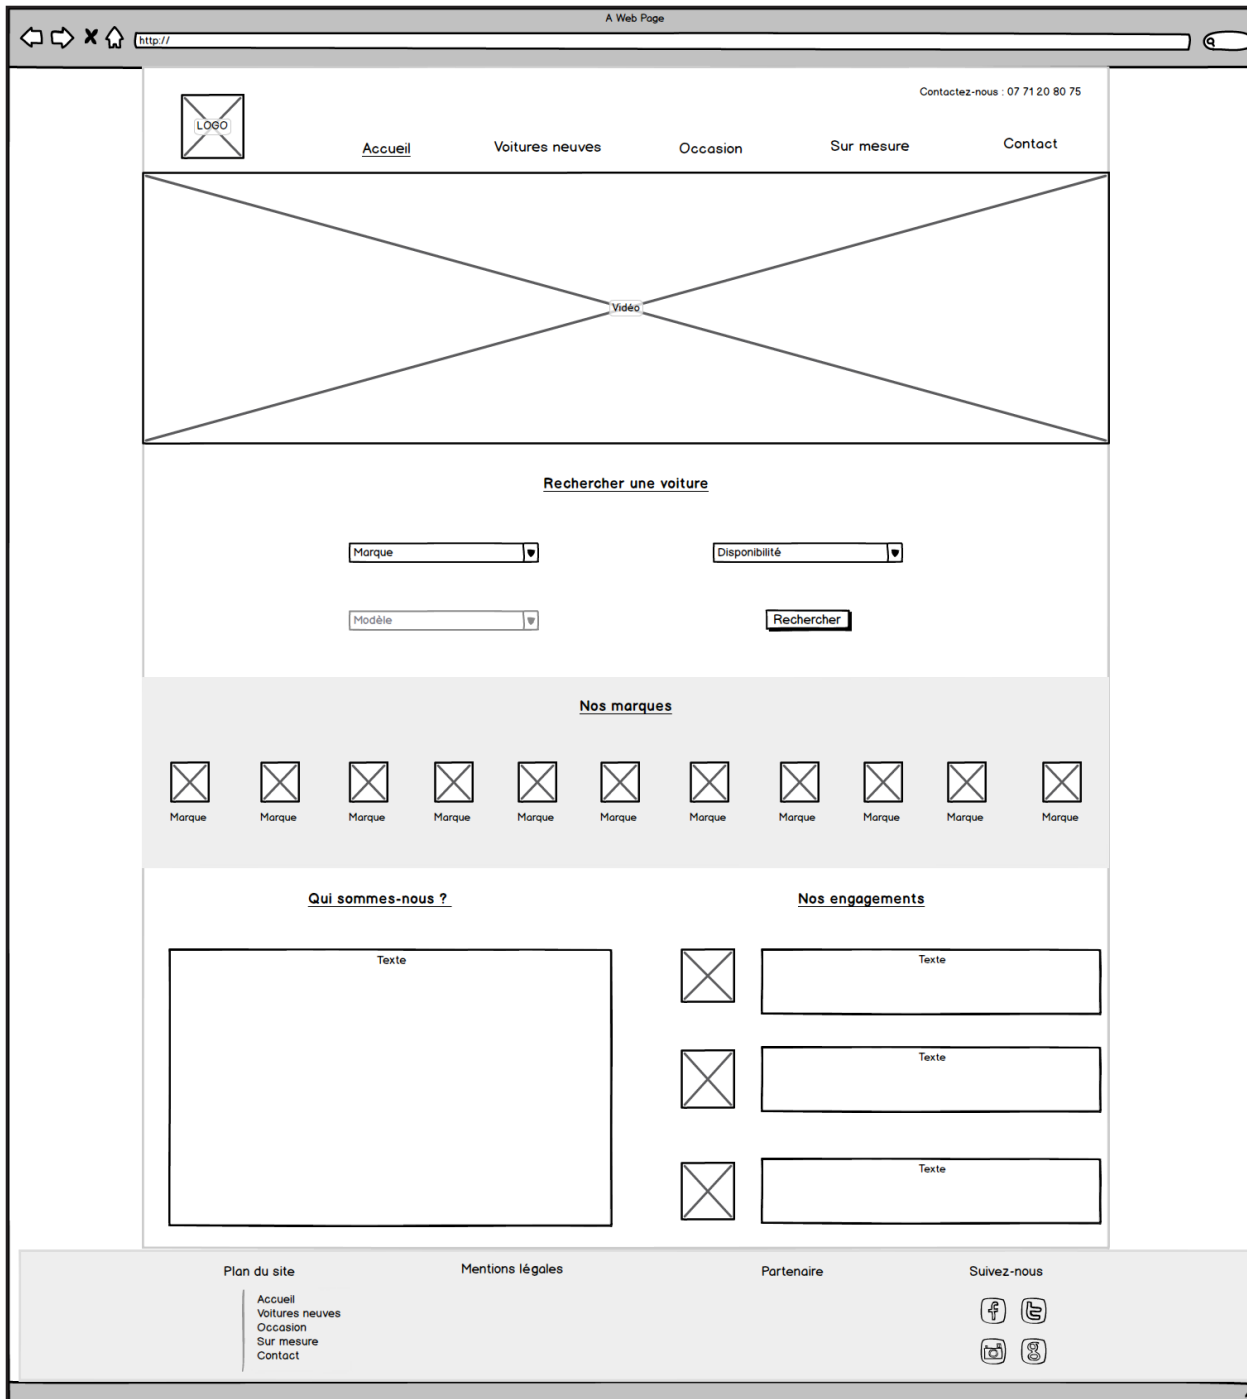 A Web Page
http://
Contactez-nous : 07 71 20 80 75
LOGO
Accueil Voitures neuves Occasion Sur mesure Contact
Vidéo
Rechercher une voiture
Marque Disponibilité
Modèle Rechercher
Nos marques
Marque Marque Marque Marque Marque Marque Marque Marque Marque Marque Marque
Qui sommes-nous ? Nos engagements
Texte Texte
Texte
Texte
Plan du site Mentions légales Partenaire Suivez-nous
Accueil
Voitures neuves
Occasion
Sur mesure
Contact